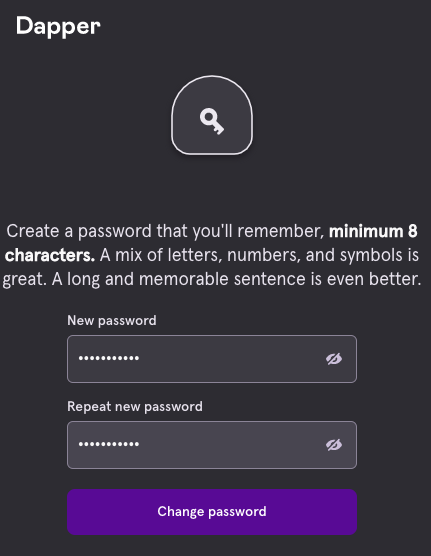 Dapper
Create a password that you'll remember, minimum 8
characters. A mix of letters, numbers, and symbols is
great. A long and memorable sentence is even better.
New password
•••••••••••
Repeat new password
•••••••••••
Change password